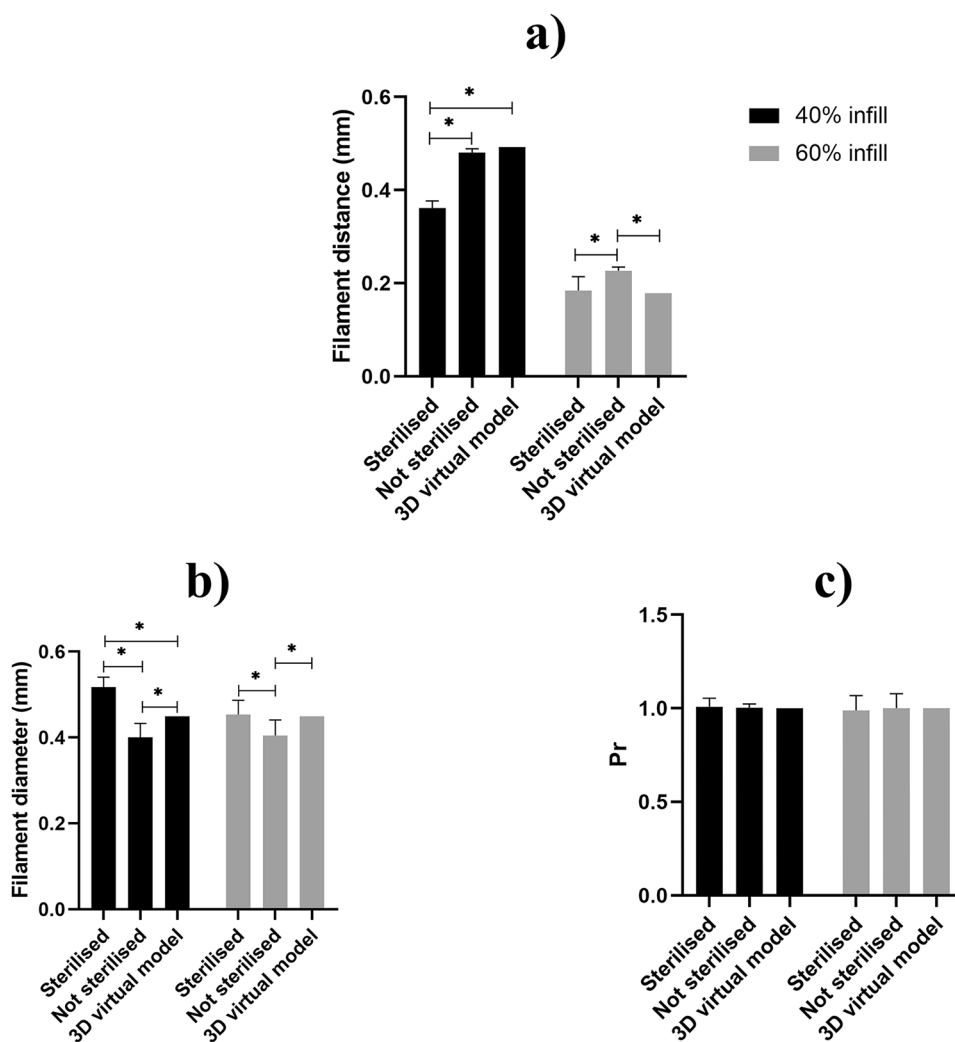 a)
40% infill
60% infill
Filament distance (mm)
0.6
0.4
0.2
0.0
*
*
*
*
Sterilised
Not sterilised
3D virtual model
Sterilised
Not sterilised
3D virtual model
b)
Filament diameter (mm)
0.6
0.4
0.2
0.0
*
*
*
*
*
Sterilised
Not sterilised
3D virtual model
Sterilised
Not sterilised
3D virtual model
c)
Pr
1.5
1.0
0.5
0.0
Sterilised
Not sterilised
3D virtual model
Sterilised
Not sterilised
3D virtual model